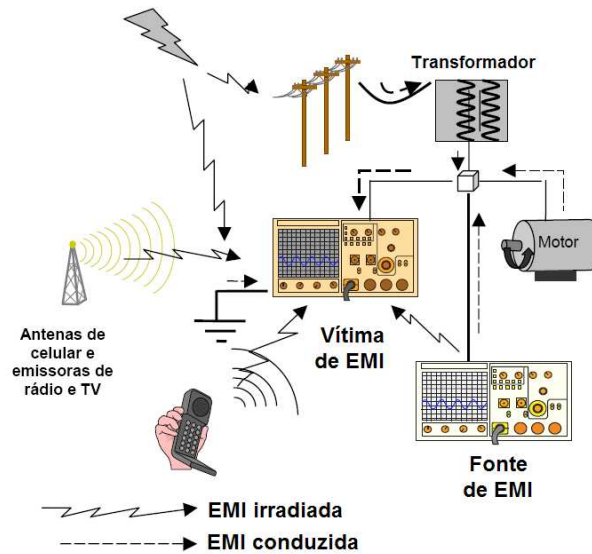 Transformador
Motor
Antenas de
celular e
emissoras de
rádio e TV
Vítima
de EMI
Fonte
de EMI
EMI irradiada
EMI conduzida